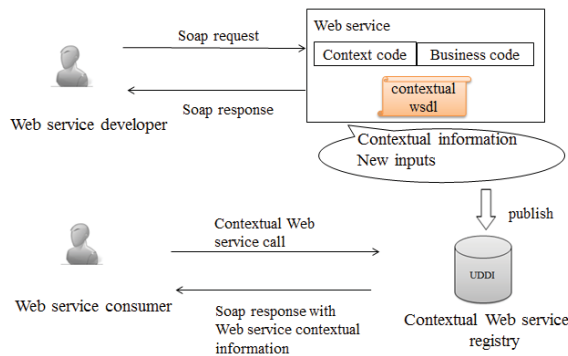 Soap request
Web service
Context code
Business code
contextual
wsdl
Soap response
Web service developer
Contextual information
New inputs
publish
Contextual Web
service call
UDDI
Web service consumer
Soap response with
Web service contextual
information
Contextual Web service
registry